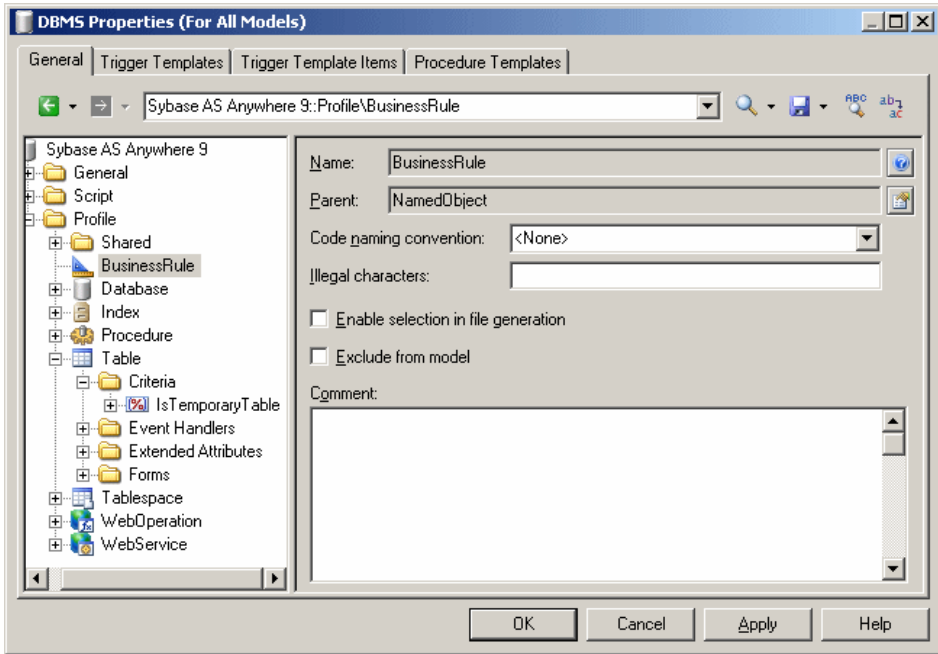 DBMS Properties (For All Models)
General Trigger Templates Trigger Template Items Procedure Templates
Sybase AS Anywhere 9::Profile\BusinessRule
ABC
ab
ac
Sybase AS Anywhere 9
General
Script
Profile
Shared
BusinessRule
Database
Index
Procedure
Table
Criteria
IsTemporaryTable
Event Handlers
Extended Attributes
Forms
Tablespace
WebOperation
WebService
Name: BusinessRule
Parent: NamedObject
Code naming convention: <None>
Illegal characters:
Enable selection in file generation
Exclude from model
Comment:
OK Cancel Apply Help